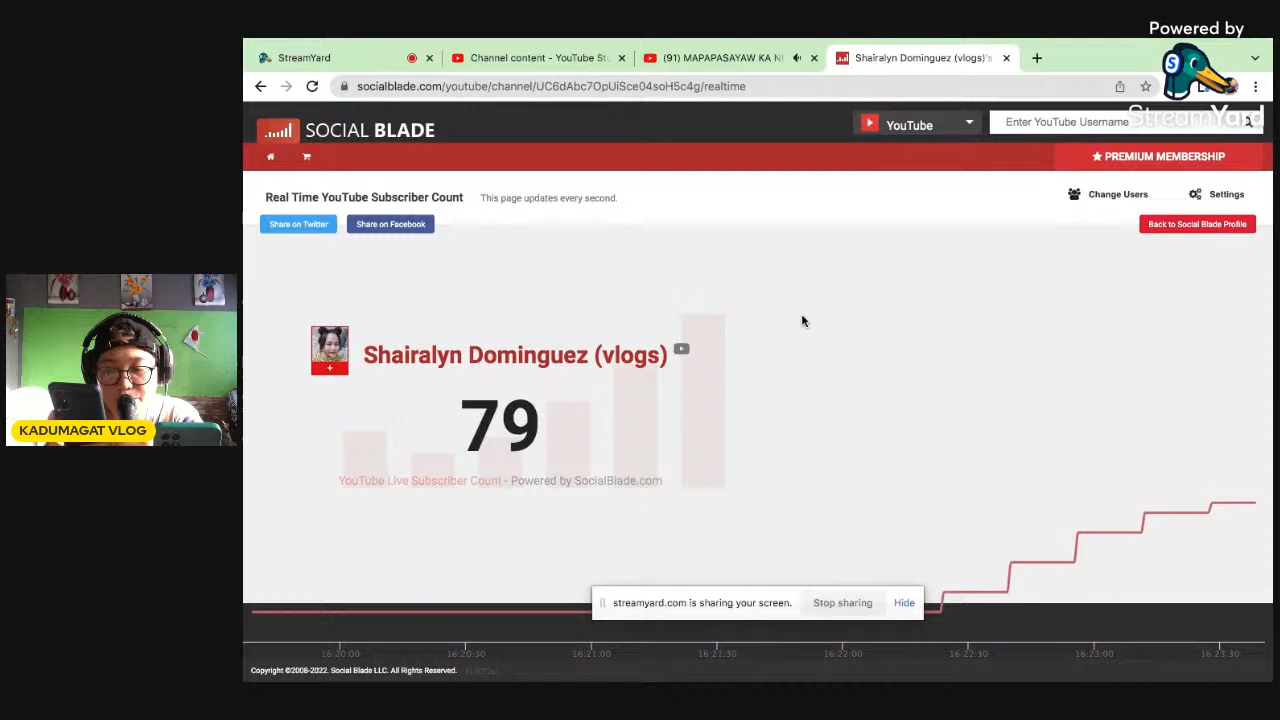 Powered by
StreamYard
StreamYard
Channel content - YouTube Stu
(91) MAPAPASAYAW KA N
Shairalyn Dominguez (vlogs)'s
socialblade.com/youtube/channel/UC6dAbc7OpUiSce04soH5c4g/realtime
SOCIAL BLADE
YouTube
Enter YouTube Username
PREMIUM MEMBERSHIP
Real Time YouTube Subscriber Count
This page updates every second.
Change Users
Settings
Share on Twitter
Share on Facebook
Back to Social Blade Profile
Shairalyn Dominguez (vlogs)
79
KADUMAGAT VLOG
YouTube Live Subscriber Count - Powered by SocialBlade.com
streamyard.com is sharing your screen.
Stop sharing
Hide
16:20:00
16:20:30
16:21:00
16:21:30
16:22:00
16:22:30
16:23:00
16:23:30
Copyright ©2008-2022. Social Blade LLC. All Rights Reserved.